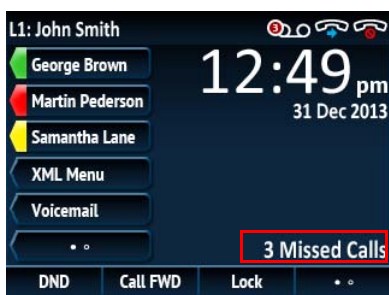 L1: John Smith
3
George Brown
12:49 pm
Martin Pederson
31 Dec 2013
Samantha Lane
XML Menu
Voicemail
3 Missed Calls
DND Call FWD Lock